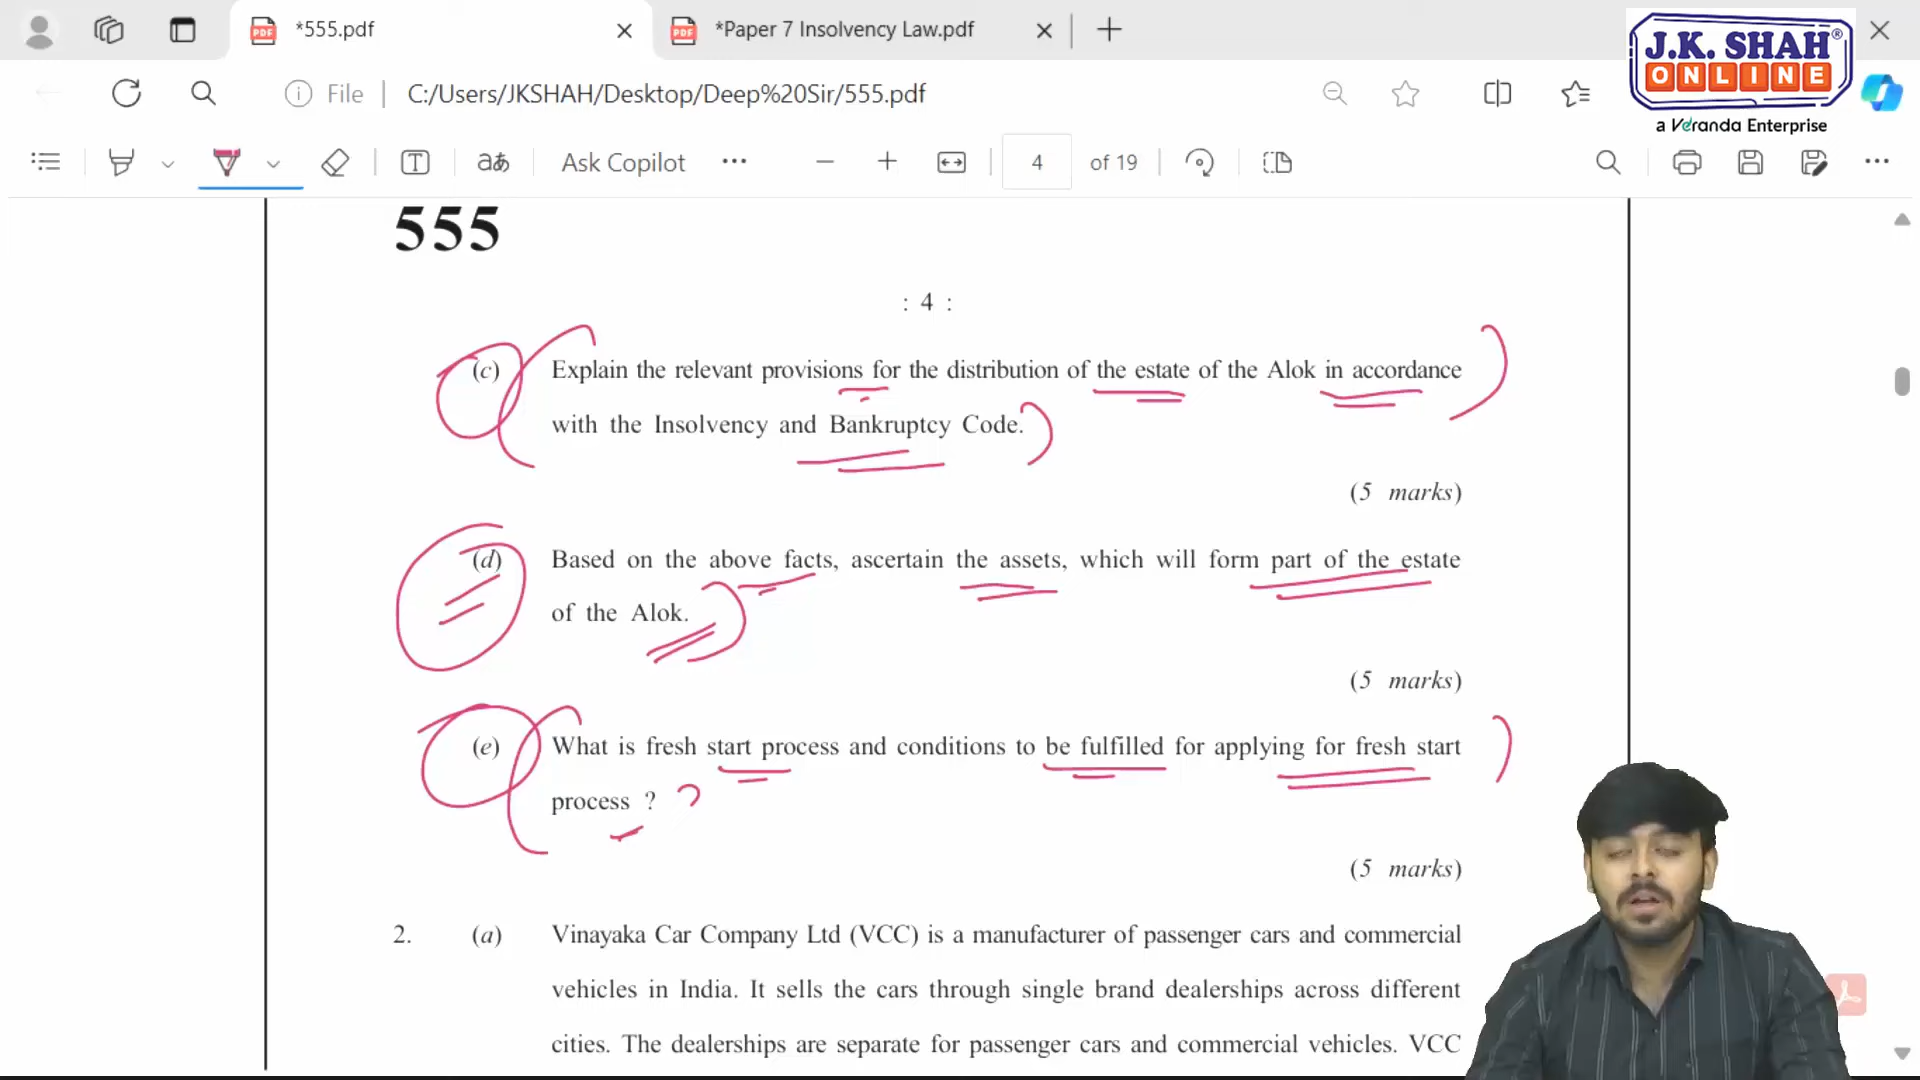 *555.pdf
*Paper 7 Insolvency Law.pdf
J.K. SHAH®
ONLINE
a Veranda Enterprise
File
C:/Users/JKSHAH/Desktop/Deep%20Sir/555.pdf
aあ
Ask Copilot
4
of 19
555
: 4 :
(c) Explain the relevant provisions for the distribution of the estate of the Alok in accordance
with the Insolvency and Bankruptcy Code.
(5 marks)
(d) Based on the above facts, ascertain the assets, which will form part of the estate
of the Alok.
(5 marks)
(e) What is fresh start process and conditions to be fulfilled for applying for fresh start
process ?
(5 marks)
2. (a) Vinayaka Car Company Ltd (VCC) is a manufacturer of passenger cars and commercial
vehicles in India. It sells the cars through single brand dealerships across different
cities. The dealerships are separate for passenger cars and commercial vehicles. VCC